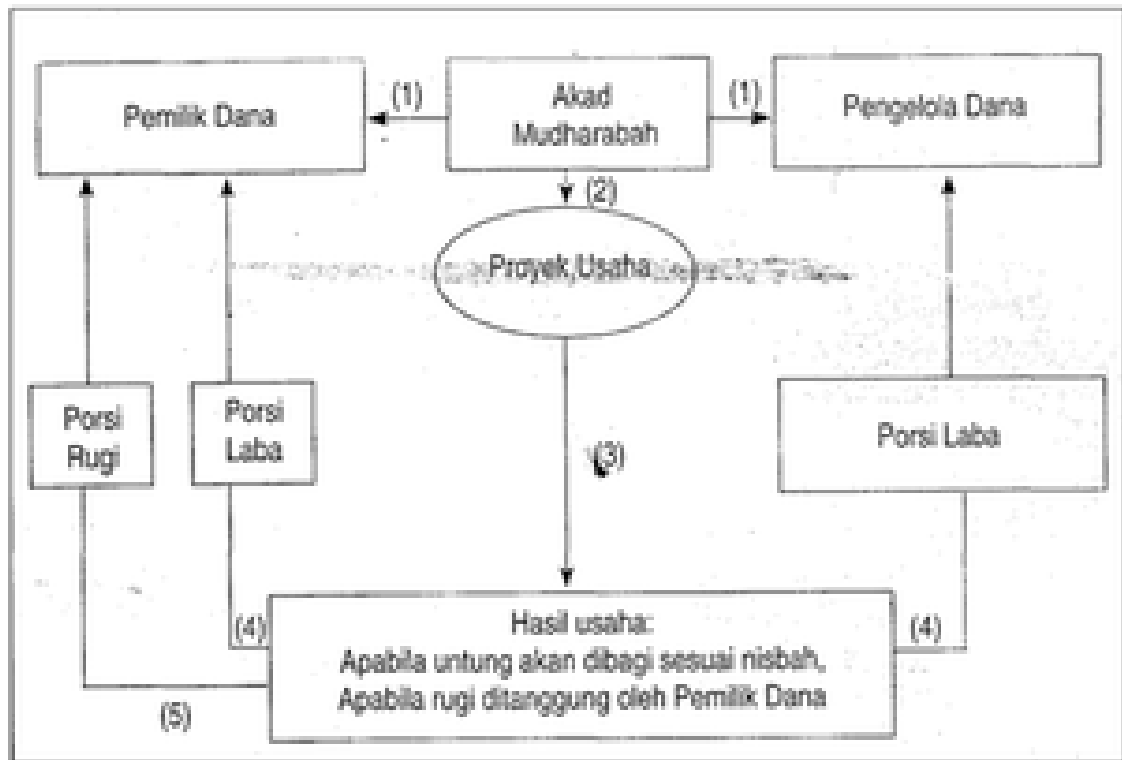 Pemilik Dana
(1)
Akad
Mudharabah
(1)
Pengelola Dana
(2)
Proyek,Usaha
Porsi
Rugi
Porsi
Laba
(3)
Porsi Laba
(4)
Hasil usaha:
Apabila untung akan dibagi sesuai nisbah,
Apabila rugi ditanggung oleh Pemilik Dana
(4)
(5)